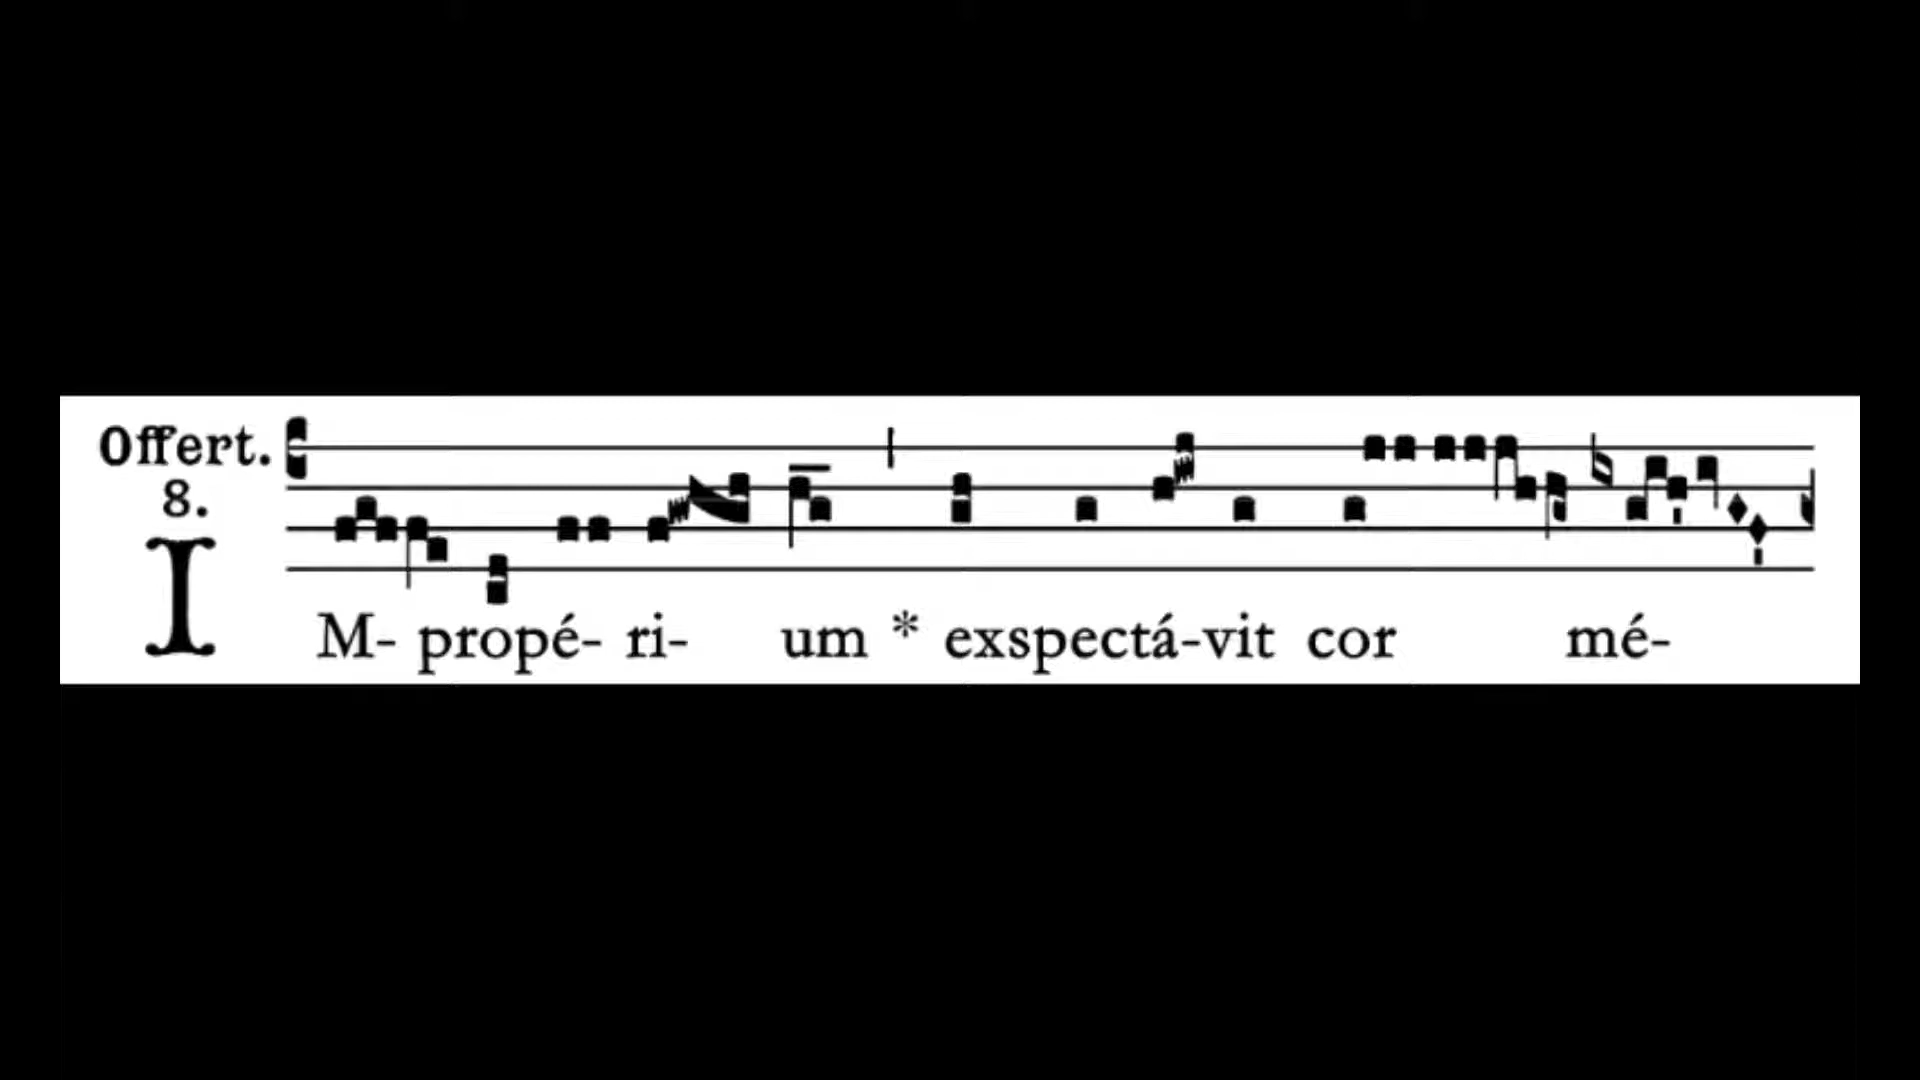 Offert.
8.
IM- propé- ri- um * exspectá-vit cor mé-